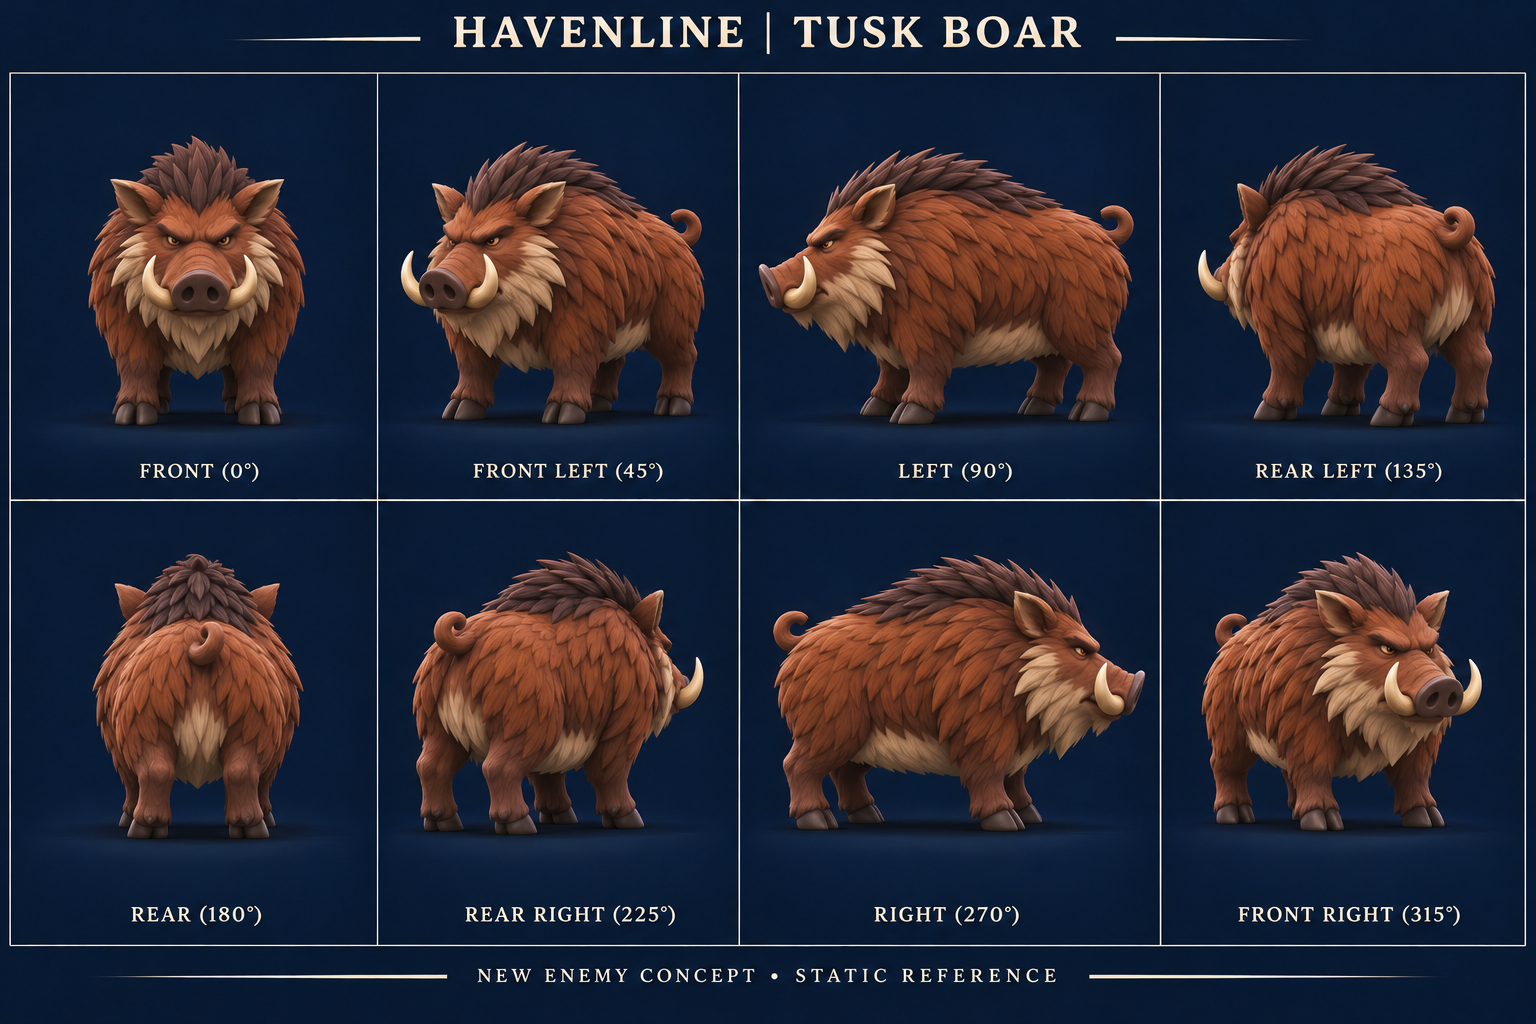 HAVENLINE | TUSK BOAR
FRONT (0°)
FRONT LEFT (45°)
LEFT (90°)
REAR LEFT (135°)
REAR (180°)
REAR RIGHT (225°)
RIGHT (270°)
FRONT RIGHT (315°)
NEW ENEMY CONCEPT • STATIC REFERENCE